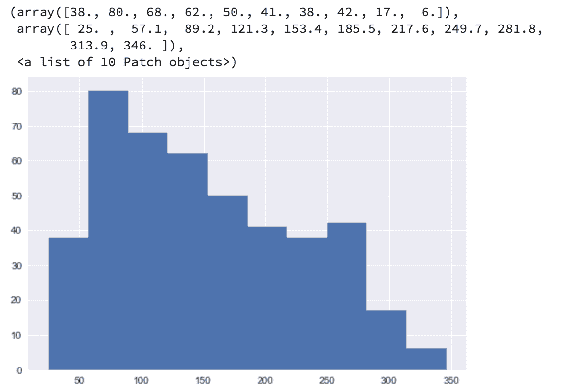 (array([38., 80., 68., 62., 50., 41., 38., 42., 17.,  6.]),
 array([ 25. ,  57.1,  89.2, 121.3, 153.4, 185.5, 217.6, 249.7, 281.8,
        313.9, 346. ]),
 <a list of 10 Patch objects>)
80
70
60
50
40
30
20
10
0
50 100 150 200 250 300 350